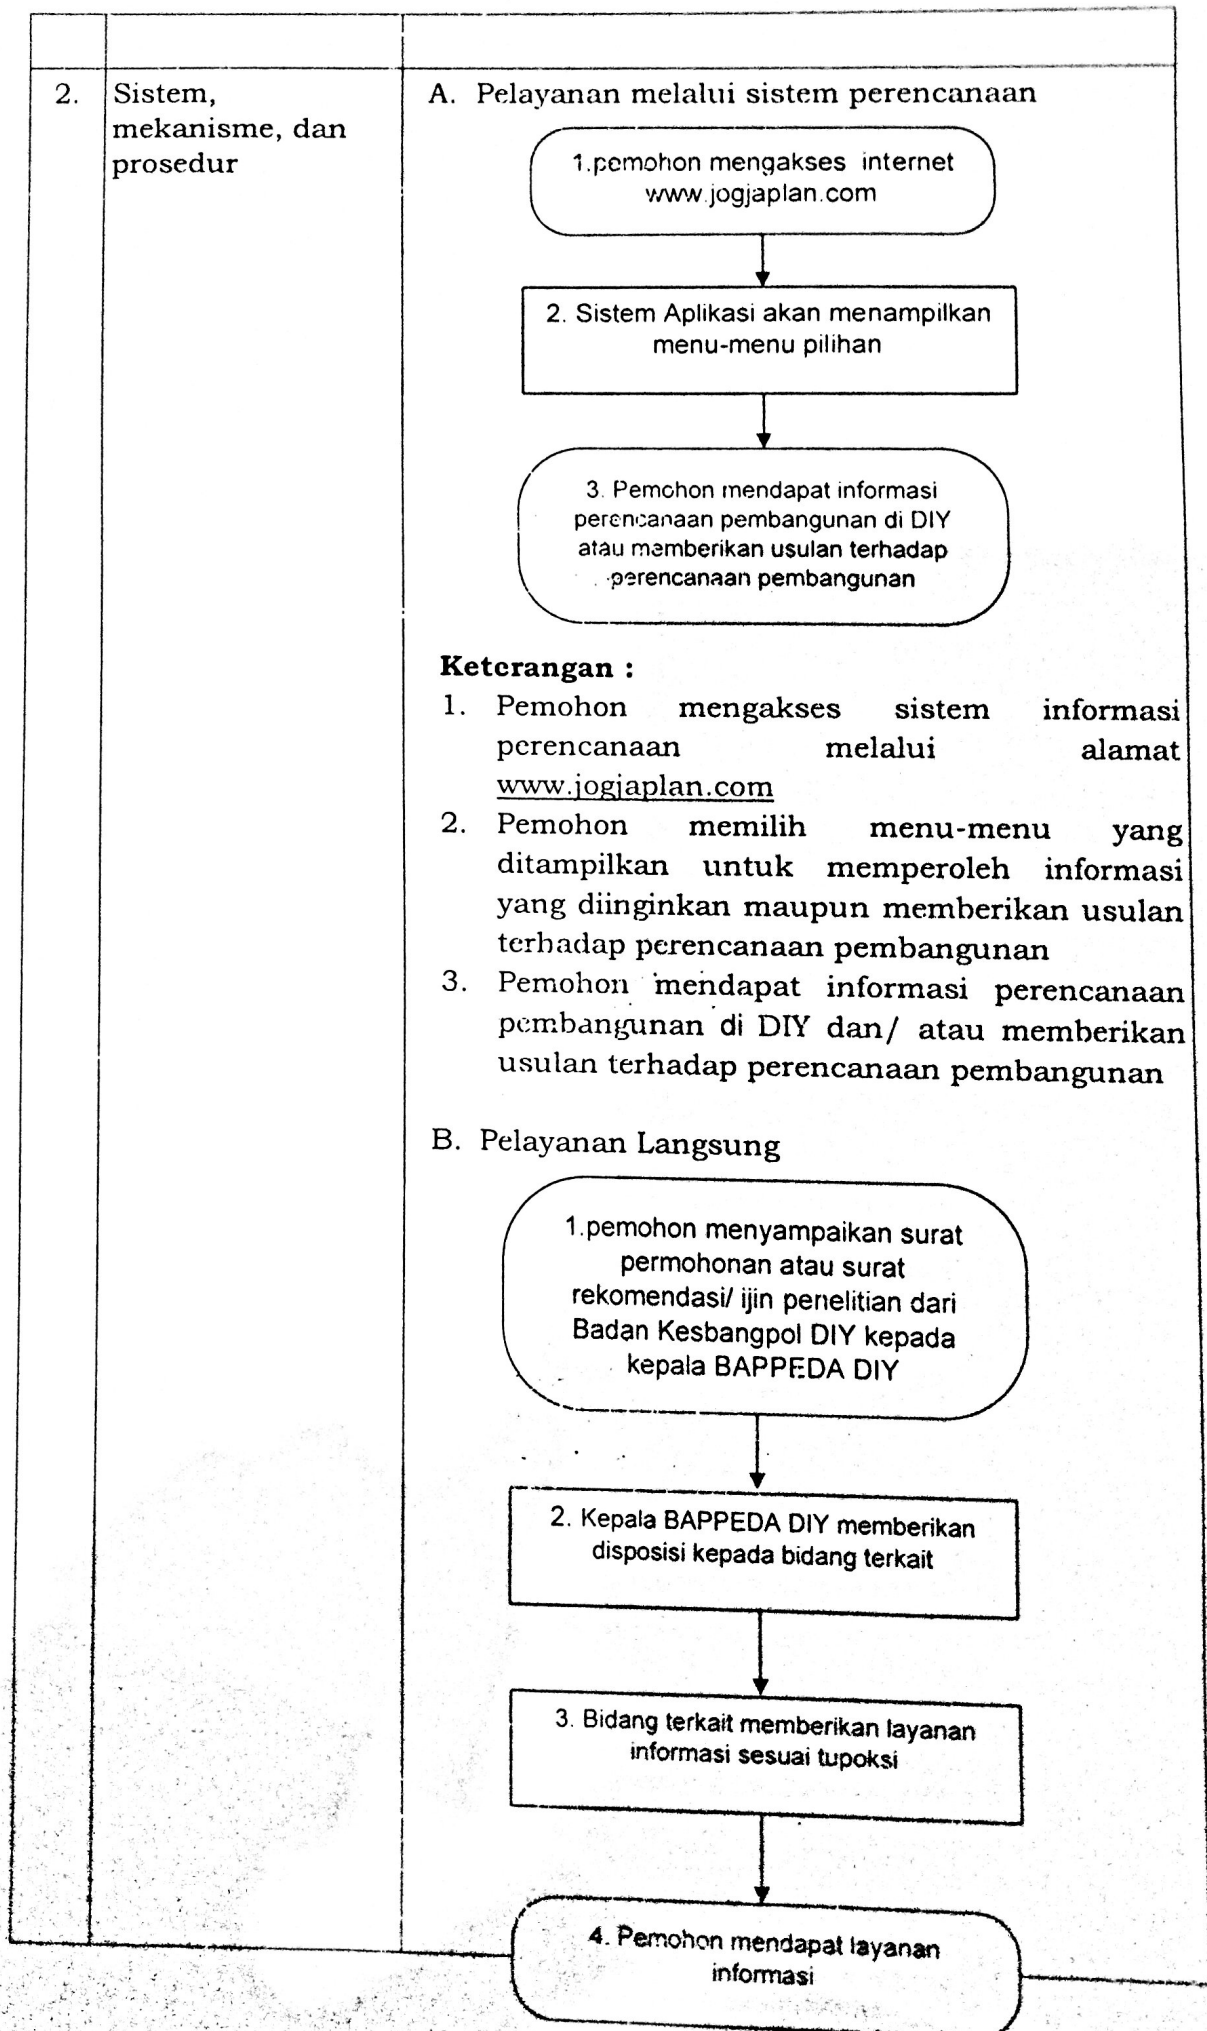 2. Sistem,
mekanisme, dan
prosedur
A. Pelayanan melalui sistem perencanaan
1.pemohon mengakses internet
www.jogjaplan.com
2. Sistem Aplikasi akan menampilkan
menu-menu pilihan
3. Pemohon mendapat informasi
perencanaan pembangunan di DIY
atau memberikan usulan terhadap
perencanaan pembangunan
Keterangan :
1. Pemohon mengakses sistem informasi
perencanaan melalui alamat
www.jogjaplan.com
2. Pemohon memilih menu-menu yang
ditampilkan untuk memperoleh informasi
yang diinginkan maupun memberikan usulan
terhadap perencanaan pembangunan
3. Pemohon mendapat informasi perencanaan
pembangunan di DIY dan/ atau memberikan
usulan terhadap perencanaan pembangunan
B. Pelayanan Langsung
1.pemohon menyampaikan surat
permohonan atau surat
rekomendasi/ ijin penelitian dari
Badan Kesbangpol DIY kepada
kepala BAPPEDA DIY
2. Kepala BAPPEDA DIY memberikan
disposisi kepada bidang terkait
3. Bidang terkait memberikan layanan
informasi sesuai tupoksi
4. Pemohon mendapat layanan
informasi